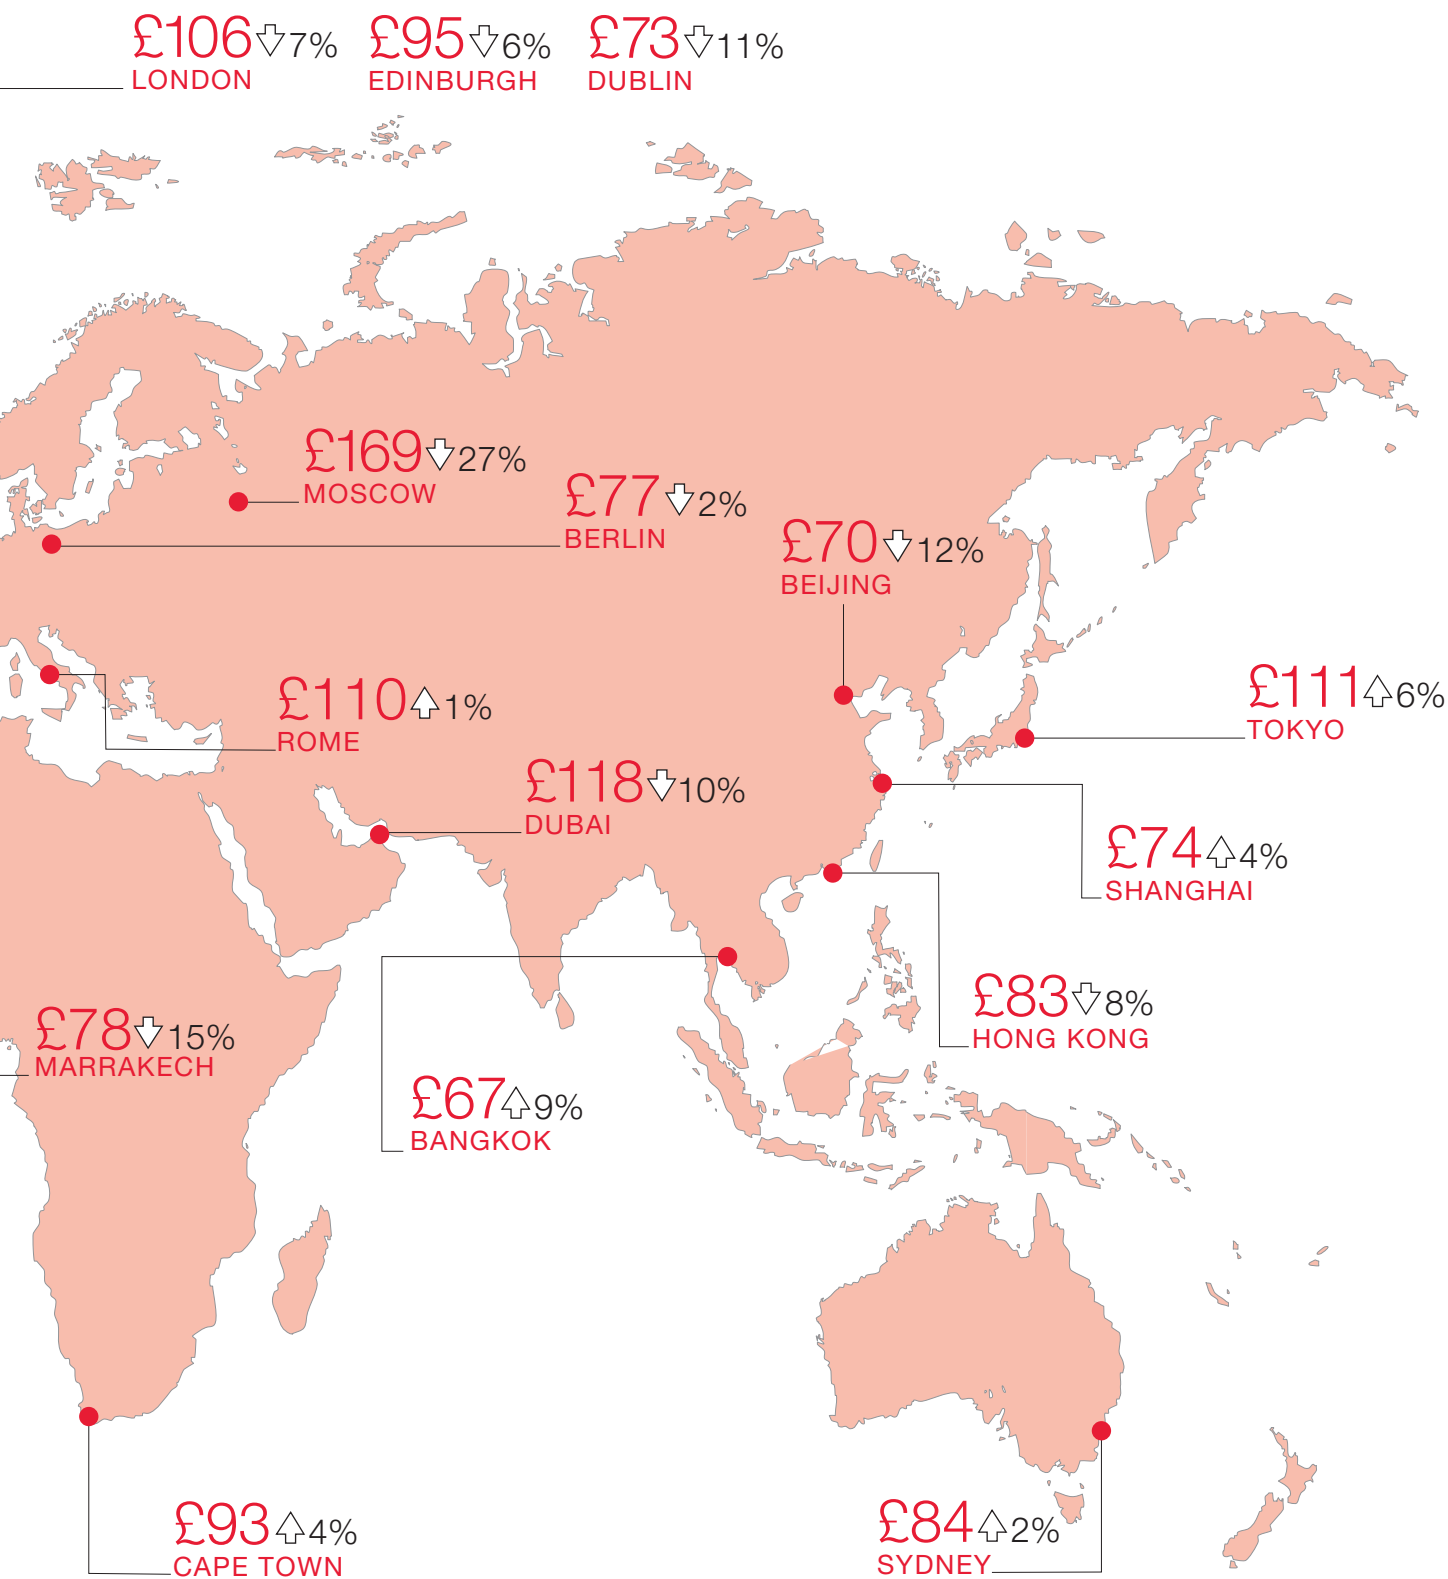 £106 7%
LONDON
£95 6%
EDINBURGH
£73 11%
DUBLIN
£169 27%
MOSCOW
£77 2%
BERLIN
£70 12%
BEIJING
£110 1%
ROME
£111 6%
TOKYO
£118 10%
DUBAI
£74 4%
SHANGHAI
£83 8%
HONG KONG
£78 15%
MARRAKECH
£67 9%
BANGKOK
£93 4%
CAPE TOWN
£84 2%
SYDNEY